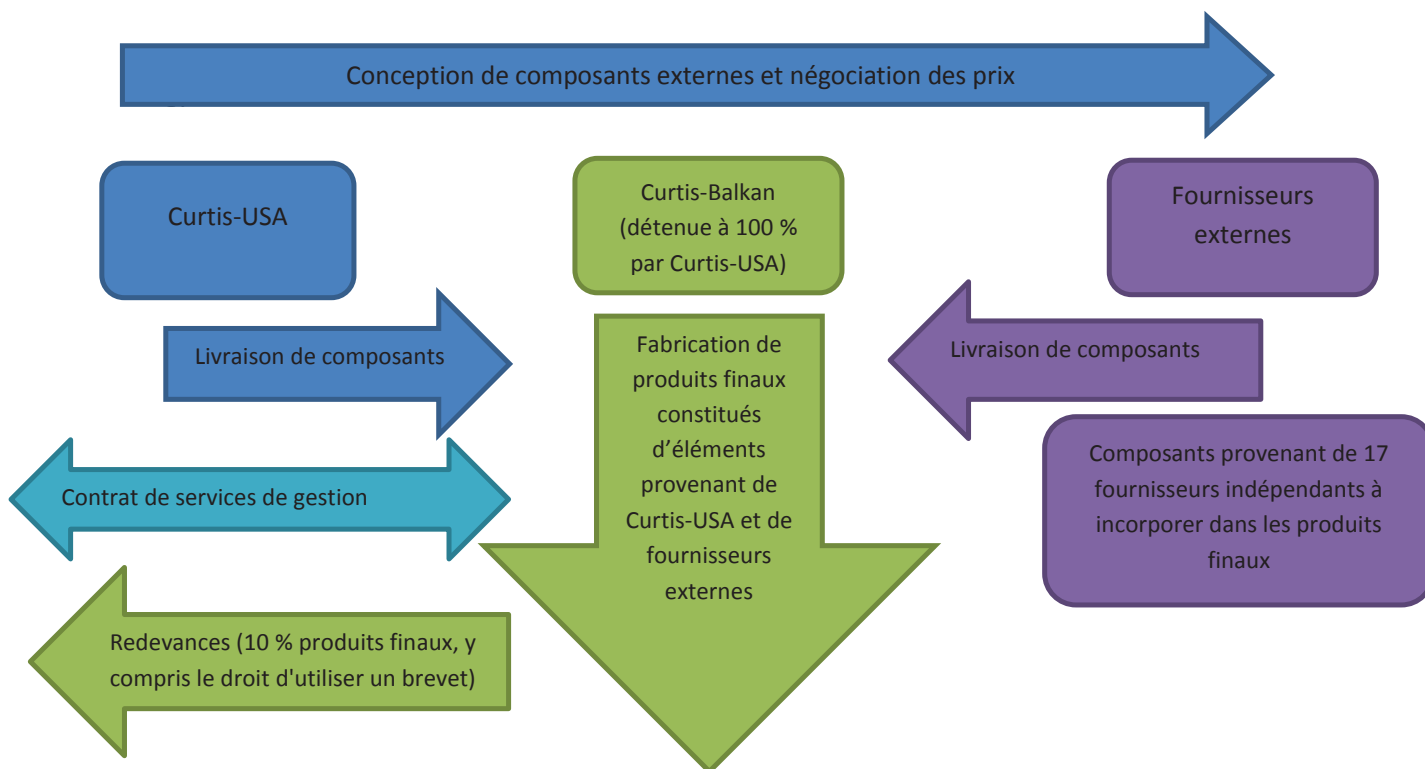 Conception de composants externes et négociation des prix
Curtis-USA
Curtis-Balkan
(détenue à 100 %
par Curtis-USA)
Fournisseurs
externes
Livraison de composants
Fabrication de
produits finaux
constitués
d’éléments
provenant de
Curtis-USA et de
fournisseurs
externes
Livraison de composants
Contrat de services de gestion
Composants provenant de 17
fournisseurs indépendants à
incorporer dans les produits
finaux
Redevances (10 % produits finaux, y
compris le droit d'utiliser un brevet)